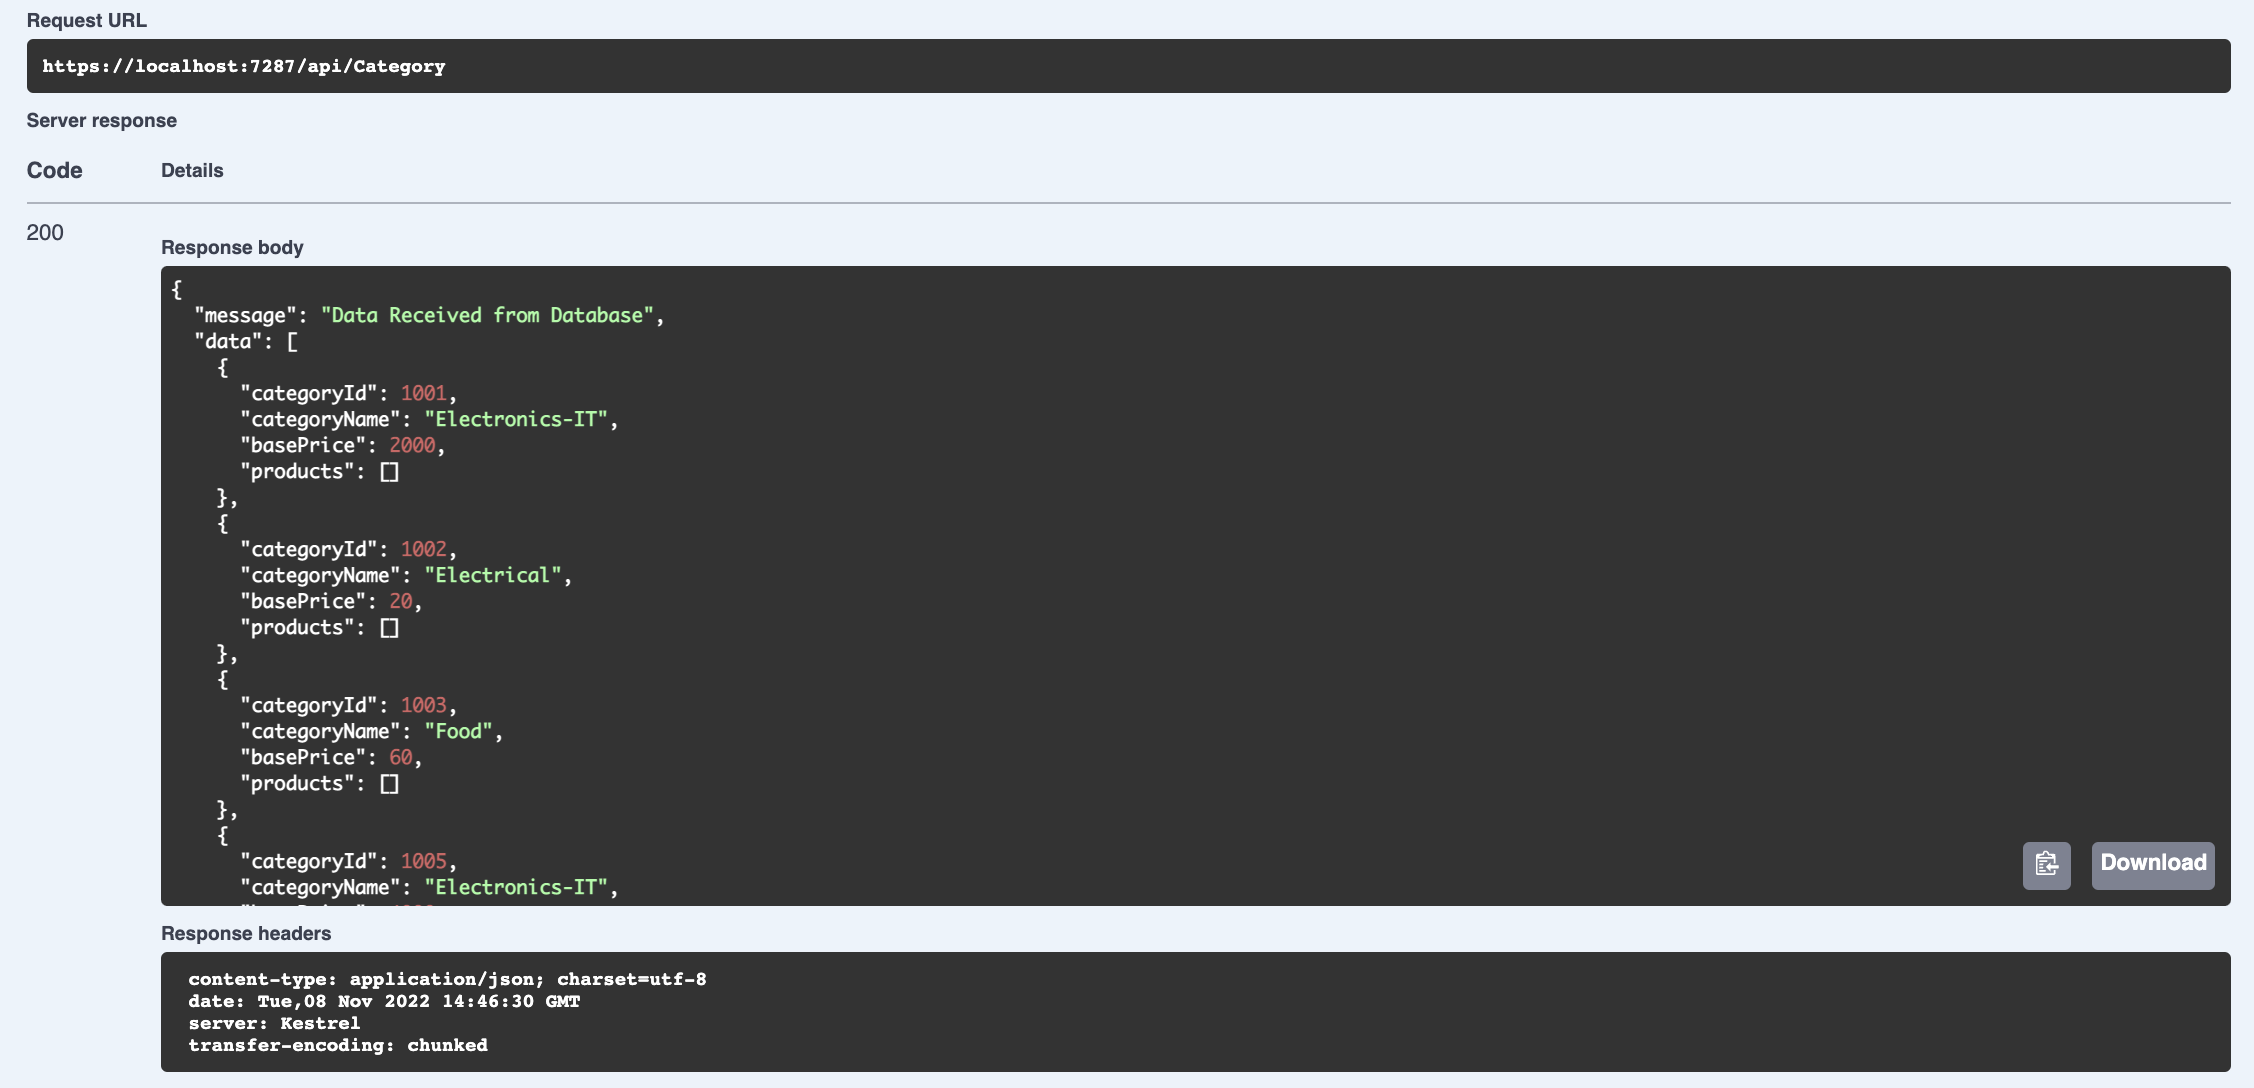 Request URL
https://localhost:7287/api/Category
Server response
Code Details
200
Response body
{
  "message": "Data Received from Database",
  "data": [
    {
      "categoryId": 1001,
      "categoryName": "Electronics-IT",
      "basePrice": 2000,
      "products": []
    },
    {
      "categoryId": 1002,
      "categoryName": "Electrical",
      "basePrice": 20,
      "products": []
    },
    {
      "categoryId": 1003,
      "categoryName": "Food",
      "basePrice": 60,
      "products": []
    },
    {
      "categoryId": 1005,
      "categoryName": "Electronics-IT",
Download
Response headers
content-type: application/json; charset=utf-8
date: Tue,08 Nov 2022 14:46:30 GMT
server: Kestrel
transfer-encoding: chunked